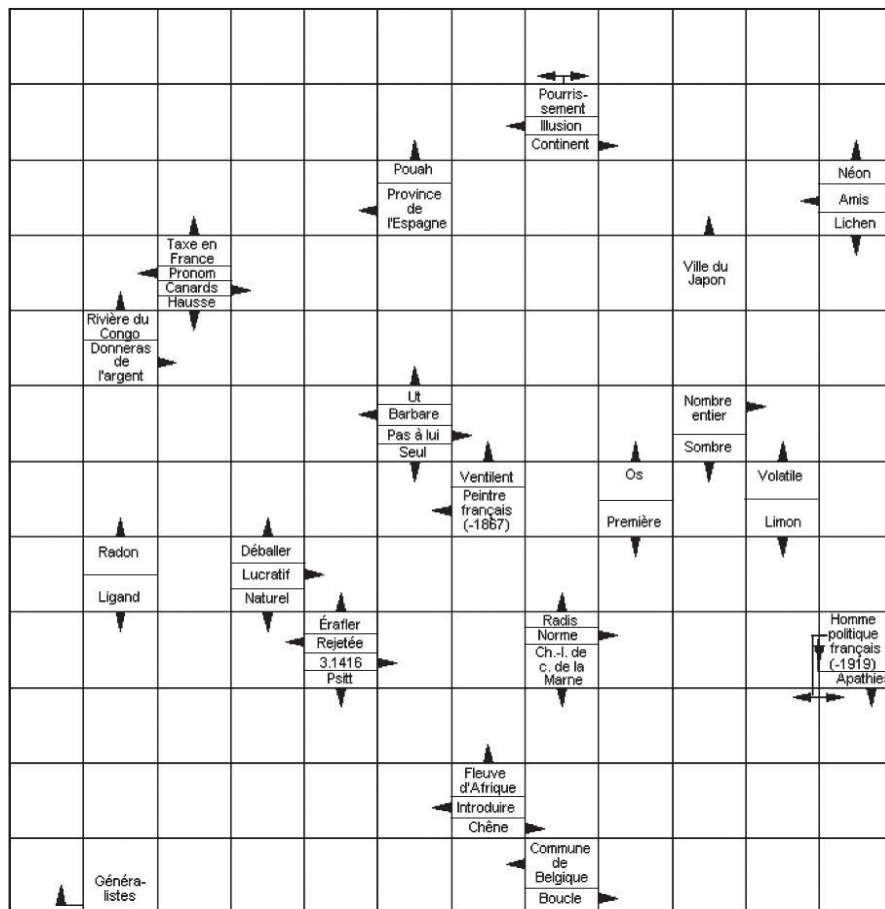 Pourris-
sement
Illusion
Continent
Pouah
Province
de
l'Espagne
Néon
Amis
Lichen
Taxe en
France
Pronom
Canards
Hausse
Ville du
Japon
Rivière du
Congo
Donneras
de
l'argent
Ut
Barbare
Pas à lui
Seul
Nombre
entier
Sombre
Ventilent
Peintre
français
(-1867)
Os
Première
Volatile
Limon
Radon
Ligand
Déballer
Lucratif
Naturel
Érafler
Rejetée
3.1416
Psitt
Radis
Norme
Ch.-l. de
c. de la
Marne
Homme
politique
français
(-1919)
Apathies
Fleuve
d'Afrique
Introduire
Chêne
Commune
de
Belgique
Boucle
Généra-
listes